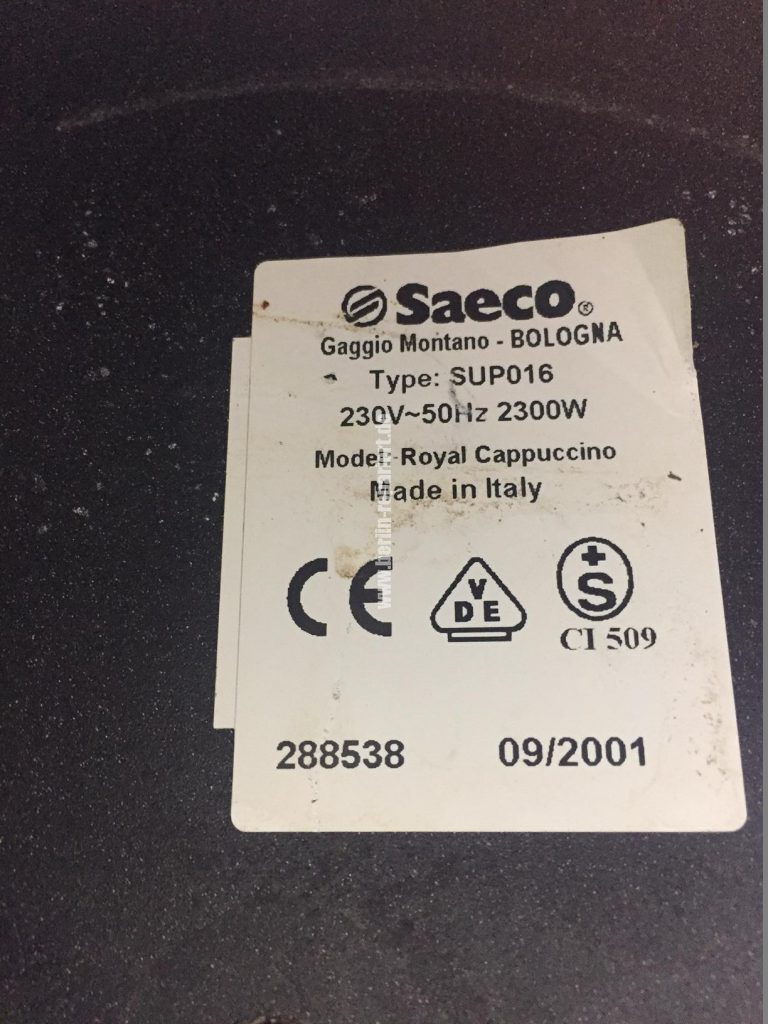 Saeco®
Gaggio Montano - BOLOGNA
Type: SUP016
230V~50Hz 2300W
Model: Royal Cappuccino
Made in Italy
CE
VDE
+S
CI 509
288538 09/2001